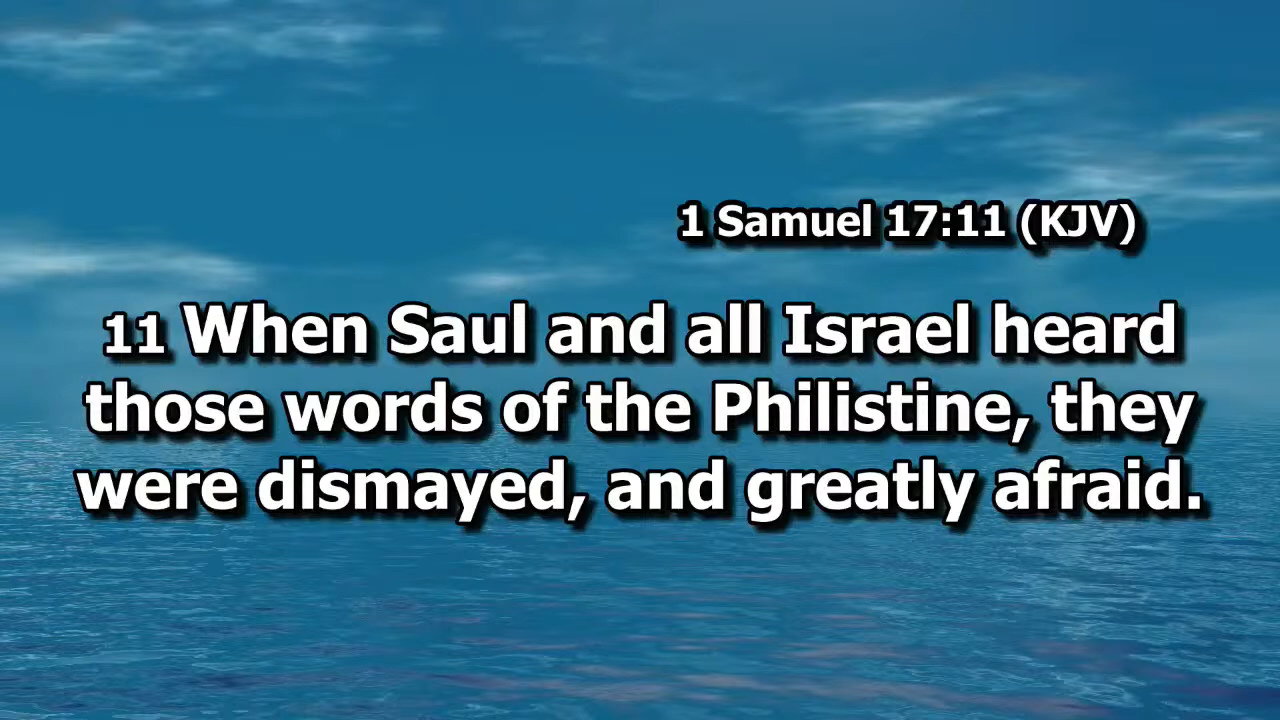 1 Samuel 17:11 (KJV)
11 When Saul and all Israel heard
those words of the Philistine, they
were dismayed, and greatly afraid.